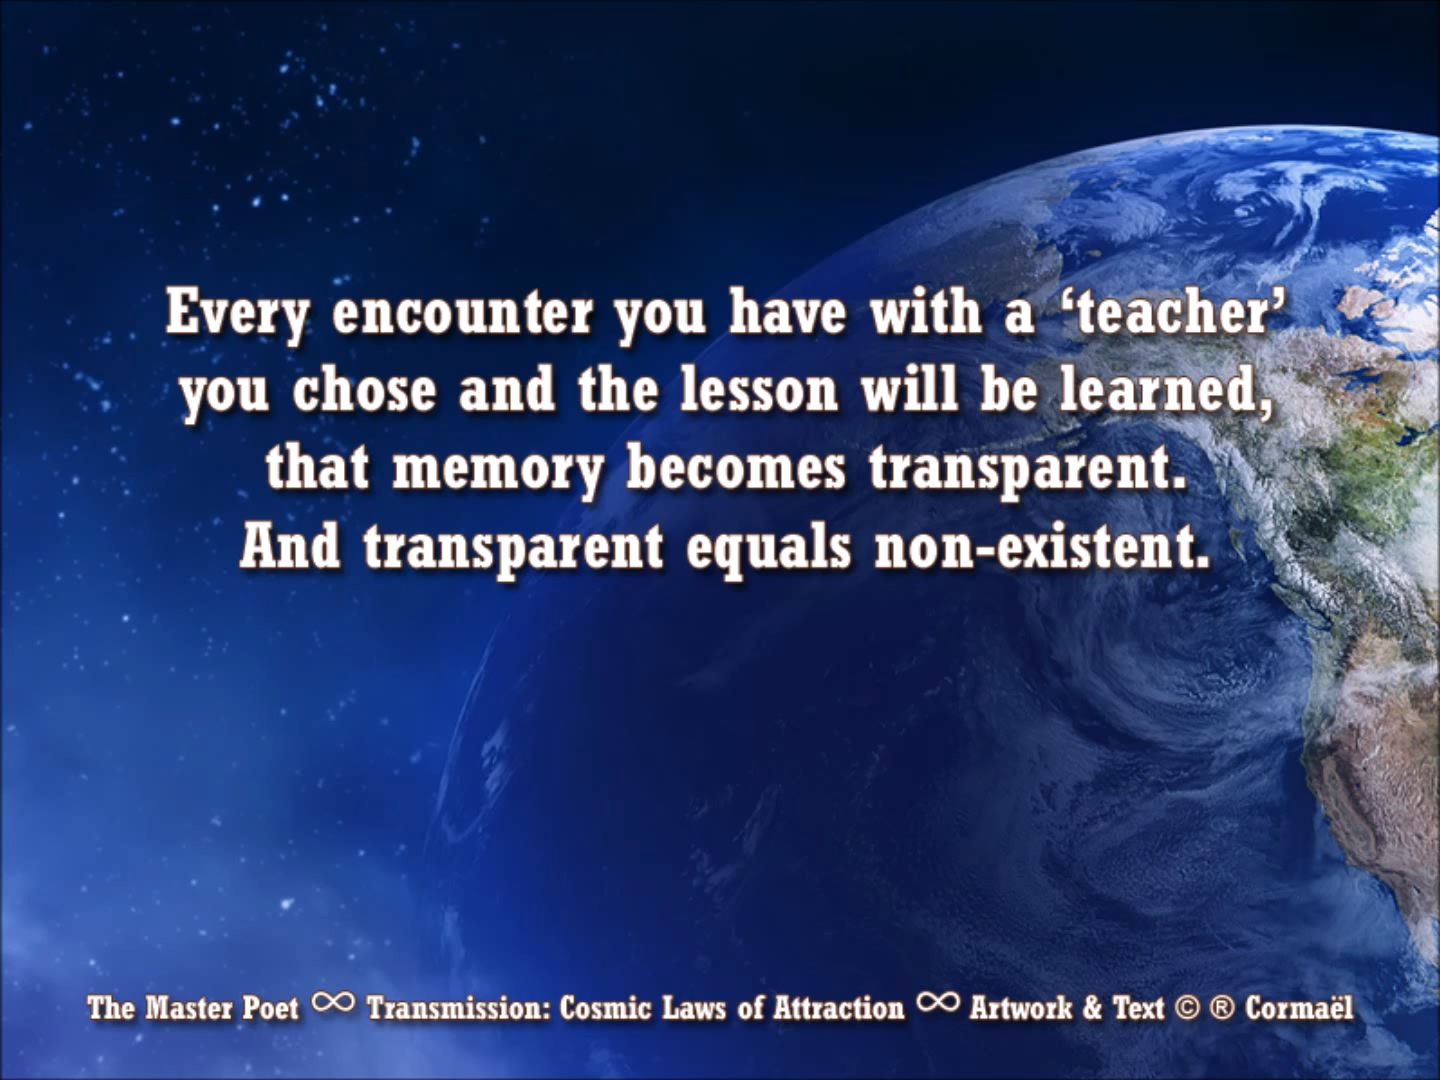 Every encounter you have with a ‘teacher’
you chose and the lesson will be learned,
that memory becomes transparent.
And transparent equals non-existent.
The Master Poet ∞ Transmission: Cosmic Laws of Attraction ∞ Artwork & Text © ® Cormaël